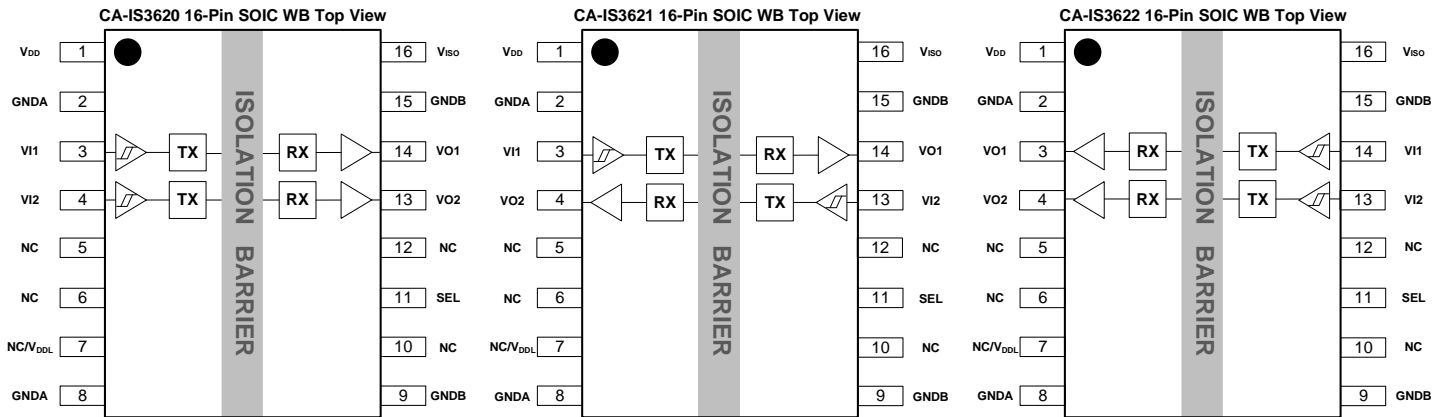 CA-IS3620 16-Pin SOIC WB Top View
VDD 1 16 VISO
GNDA 2 15 GNDB
VI1 3 TX RX 14 VO1
VI2 4 TX RX 13 VO2
NC 5 12 NC
NC 6 11 SEL
NC/VDDL 7 10 NC
GNDA 8 9 GNDB
ISOLATION BARRIER
CA-IS3621 16-Pin SOIC WB Top View
VDD 1 16 VISO
GNDA 2 15 GNDB
VI1 3 TX RX 14 VO1
VO2 4 RX TX 13 VI2
NC 5 12 NC
NC 6 11 SEL
NC/VDDL 7 10 NC
GNDA 8 9 GNDB
ISOLATION BARRIER
CA-IS3622 16-Pin SOIC WB Top View
VDD 1 16 VISO
GNDA 2 15 GNDB
VO1 3 RX TX 14 VI1
VO2 4 RX TX 13 VI2
NC 5 12 NC
NC 6 11 SEL
NC/VDDL 7 10 NC
GNDA 8 9 GNDB
ISOLATION BARRIER